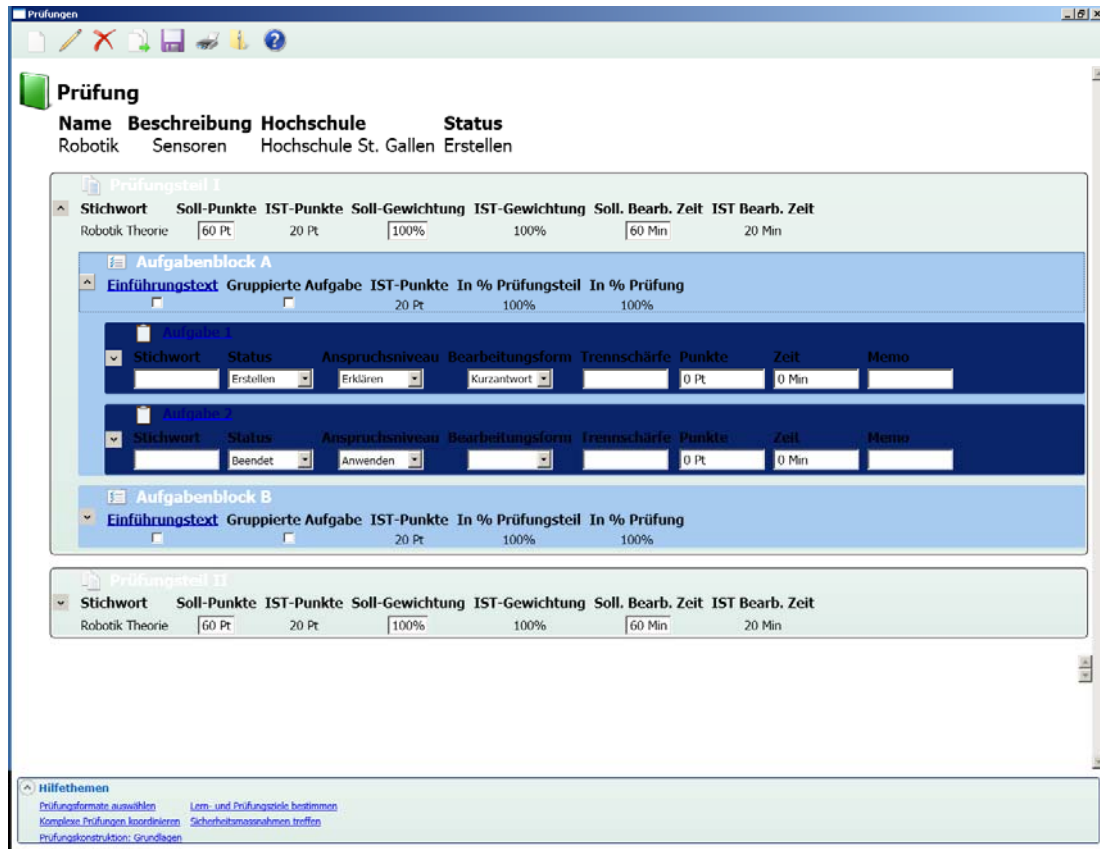 Prüfungen
Prüfung
Name Beschreibung Hochschule Status
Robotik Sensoren Hochschule St. Gallen Erstellen
Prüfungsteil I
Stichwort Soll-Punkte IST-Punkte Soll-Gewichtung IST-Gewichtung Soll. Bearb. Zeit IST Bearb. Zeit
Robotik Theorie 60 Pt 20 Pt 100% 100% 60 Min 20 Min
Aufgabenblock A
Einführungstext Gruppierte Aufgabe IST-Punkte In % Prüfungsteil In % Prüfung
20 Pt 100% 100%
Aufgabe 1
Stichwort Status Anspruchsniveau Bearbeitungsform Trennschärfe Punkte Zeit Memo
Erstellen Erklären Kurzantwort 0 Pt 0 Min
Aufgabe 2
Stichwort Status Anspruchsniveau Bearbeitungsform Trennschärfe Punkte Zeit Memo
Beendet Anwenden 0 Pt 0 Min
Aufgabenblock B
Einführungstext Gruppierte Aufgabe IST-Punkte In % Prüfungsteil In % Prüfung
20 Pt 100% 100%
Prüfungsteil II
Stichwort Soll-Punkte IST-Punkte Soll-Gewichtung IST-Gewichtung Soll. Bearb. Zeit IST Bearb. Zeit
Robotik Theorie 60 Pt 20 Pt 100% 100% 60 Min 20 Min
Hilfethemen
Prüfungsformate auswählen Lern- und Prüfungsziele bestimmen
Komplexe Prüfungen koordinieren Sicherheitsmassnahmen treffen
Prüfungskonstruktion: Grundlagen